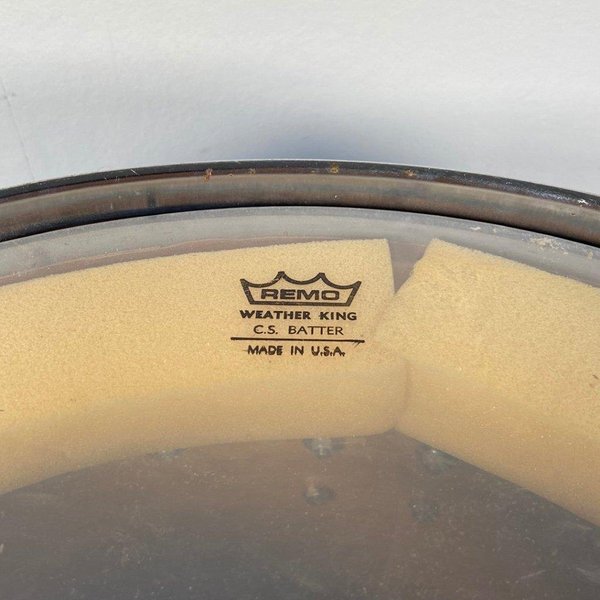 REMO
WEATHER KING
C.S. BATTER
MADE IN U.S.A.